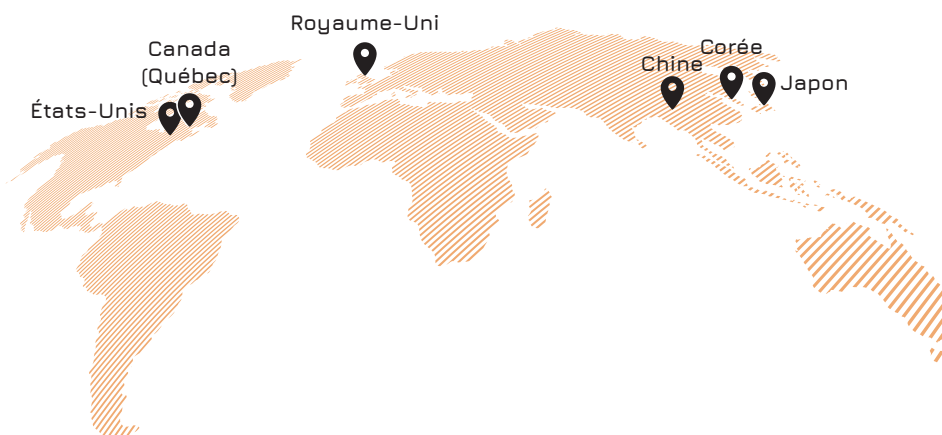 Royaume-Uni
Canada
(Québec)
États-Unis
Corée
Chine
Japon